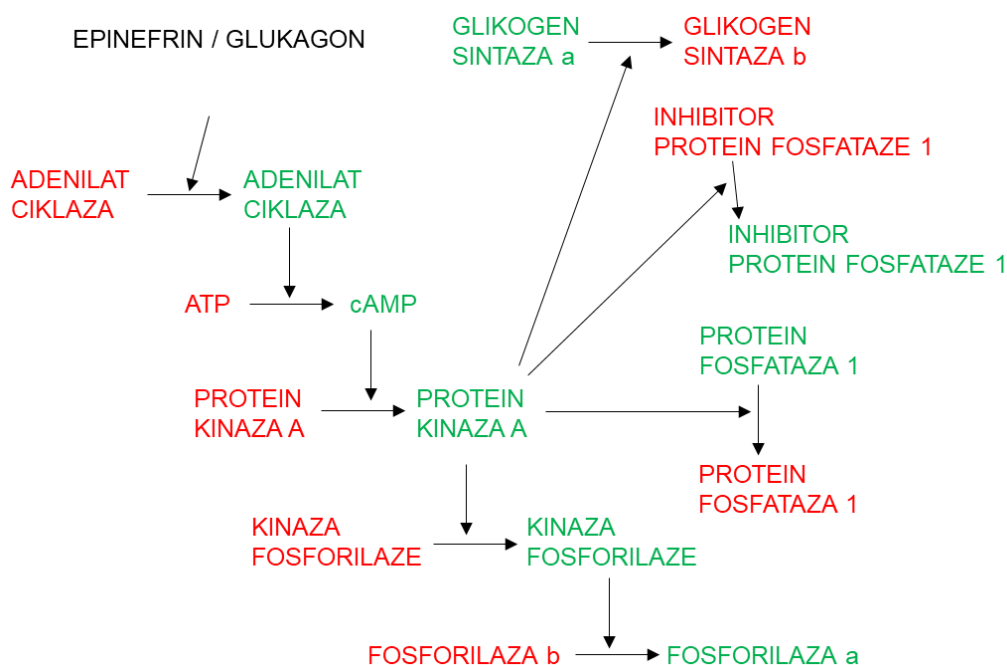 EPINEFRIN / GLUKAGON
GLIKOGEN
SINTAZA a
GLIKOGEN
SINTAZA b
INHIBITOR
PROTEIN FOSFATAZE 1
ADENILAT
CIKLAZA
ADENILAT
CIKLAZA
INHIBITOR
PROTEIN FOSFATAZE 1
ATP
cAMP
PROTEIN
FOSFATAZA 1
PROTEIN
KINAZA A
PROTEIN
KINAZA A
PROTEIN
FOSFATAZA 1
KINAZA
FOSFORILAZE
KINAZA
FOSFORILAZE
FOSFORILAZA b
FOSFORILAZA a